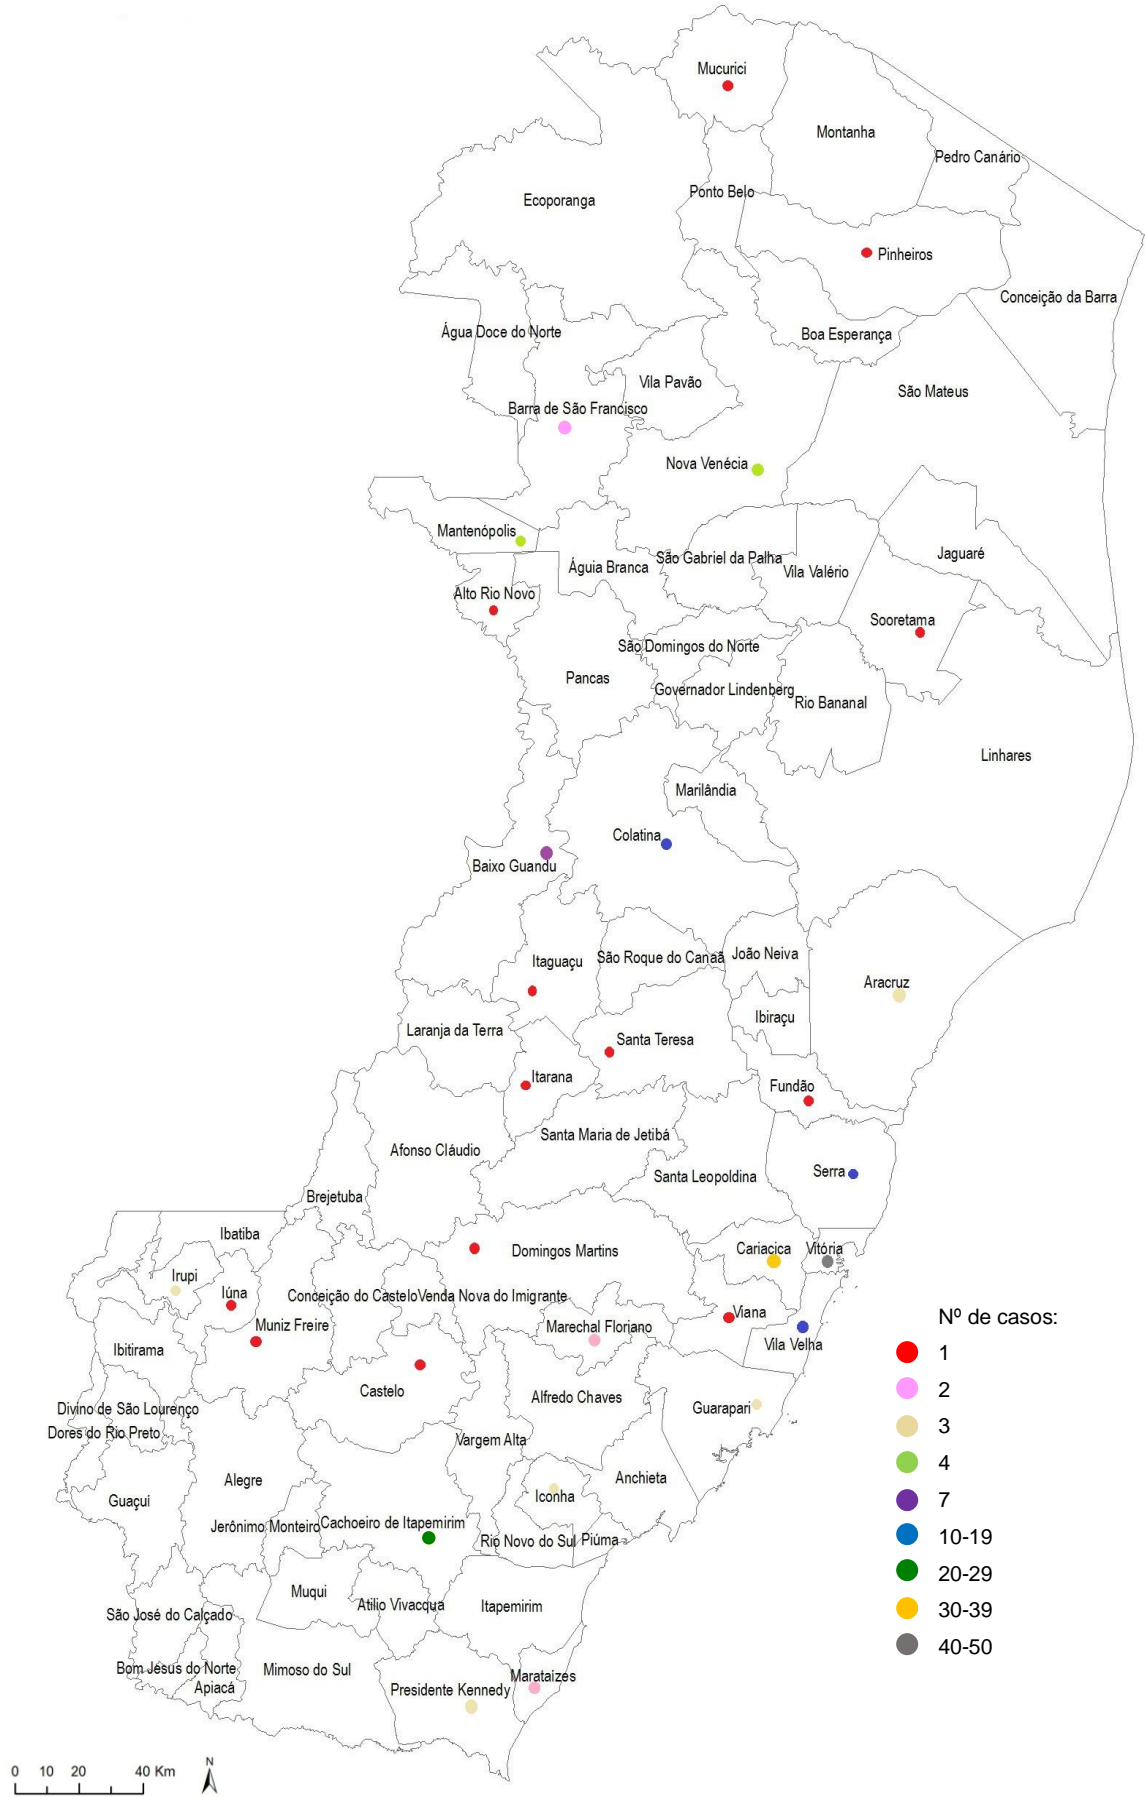 Mucurici
Montanha
Pedro Canário
Ponto Belo
Ecoporanga
Pinheiros
Conceição da Barra
Água Doce do Norte
Boa Esperança
Vila Pavão
São Mateus
Barra de São Francisco
Nova Venécia
Mantenópolis
Jaguaré
São Gabriel da Palha
Águia Branca
Vila Valério
Alto Rio Novo
Sooretama
São Domingos do Norte
Pancas
Governador Lindenberg
Rio Bananal
Linhares
Marilândia
Colatina
Baixo Guandu
João Neiva
São Roque do Canaã
Itaguaçu
Aracruz
Ibiraçu
Laranja da Terra
Santa Teresa
Itarana
Fundão
Santa Maria de Jetibá
Afonso Cláudio
Serra
Santa Leopoldina
Brejetuba
Ibatiba
Cariacica
Vitória
Domingos Martins
Irupi
Iúna
Conceição do Castelo
Venda Nova do Imigrante
Viana
Muniz Freire
Marechal Floriano
Vila Velha
Ibitirama
Castelo
Alfredo Chaves
Guarapari
Divino de São Lourenço
Dores do Rio Preto
Vargem Alta
Anchieta
Alegre
Iconha
Guaçuí
Cachoeiro de Itapemirim
Jerônimo Monteiro
Rio Novo do Sul
Piúma
Muqui
Atilio Vivacqua
Itapemirim
São José do Calçado
Bom Jesus do Norte
Mimoso do Sul
Marataizes
Apiacá
Presidente Kennedy
Nº de casos:
1
2
3
4
7
10-19
20-29
30-39
40-50
0 10 20 40 Km
N